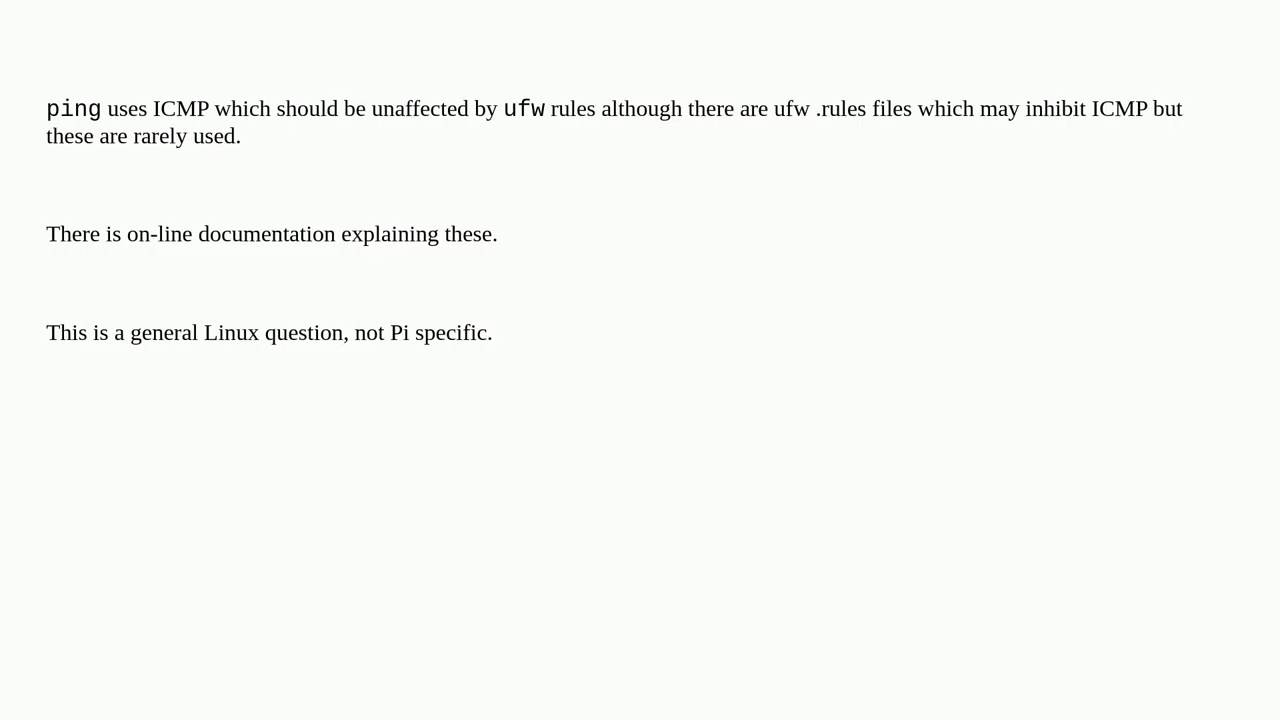 ping uses ICMP which should be unaffected by ufw rules although there are ufw .rules files which may inhibit ICMP but
these are rarely used.
There is on-line documentation explaining these.
This is a general Linux question, not Pi specific.